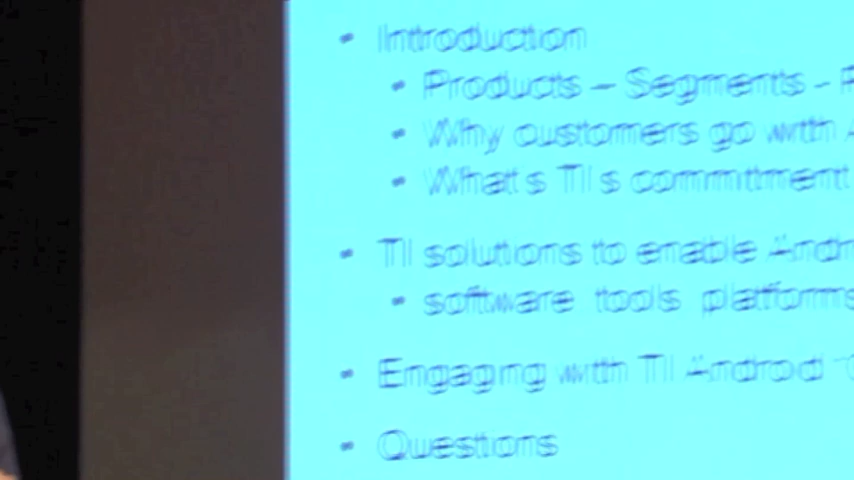 • Introduction
• Products – Segments –
• Why customers go with
• What's TI's commitment
• TI solutions to enable
• software tools platforms
• Engaging with TI Android
• Questions